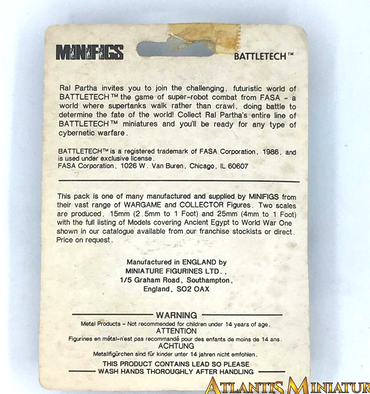 MINIFIGS
BATTLETECH™
Ral Partha invites you to join the challenging, futuristic world of
BATTLETECH™ the game of super-robot combat from FASA - a
world where supertanks walk rather than crawl, doing battle to
determine the fate of the world! Collect Ral Partha's entire line
of BATTLETECH™ miniatures and you'll be ready for any type of
cybernetic warfare.
BATTLETECH™ is a registered trademark of FASA Corporation, 1986, and
is used under exclusive license.
FASA Corporation, 1026 W. Van Buren, Chicago, IL 60607
This pack is one of many manufactured and supplied by MINIFIGS from
their vast range of WARGAME and COLLECTOR Figures. Two scales
are produced, 15mm (2.5mm to 1 Foot) and 25mm (4mm to 1 Foot)
with the full listing of Models covering Ancient Egypt to World War One
shown in our catalogue available from our franchise stockists or direct.
Price on request.
Manufactured in ENGLAND by
MINIATURE FIGURINES LTD.,
1/5 Graham Road, Southampton,
England, SO2 OAX
WARNING
Metal Products - Not recommended for children under 14 years of age.
ATTENTION
Figurines en métal-n'est pas recommandé pour des enfants de moins de 14 ans.
ACHTUNG
Metallfigürchen sind für kinder unter 14 jahren nicht emfohlen.
THIS PRODUCT CONTAINS LEAD SO PLEASE
WASH HANDS THOROUGHLY AFTER HANDLING
ATLANTIS MINIATUR